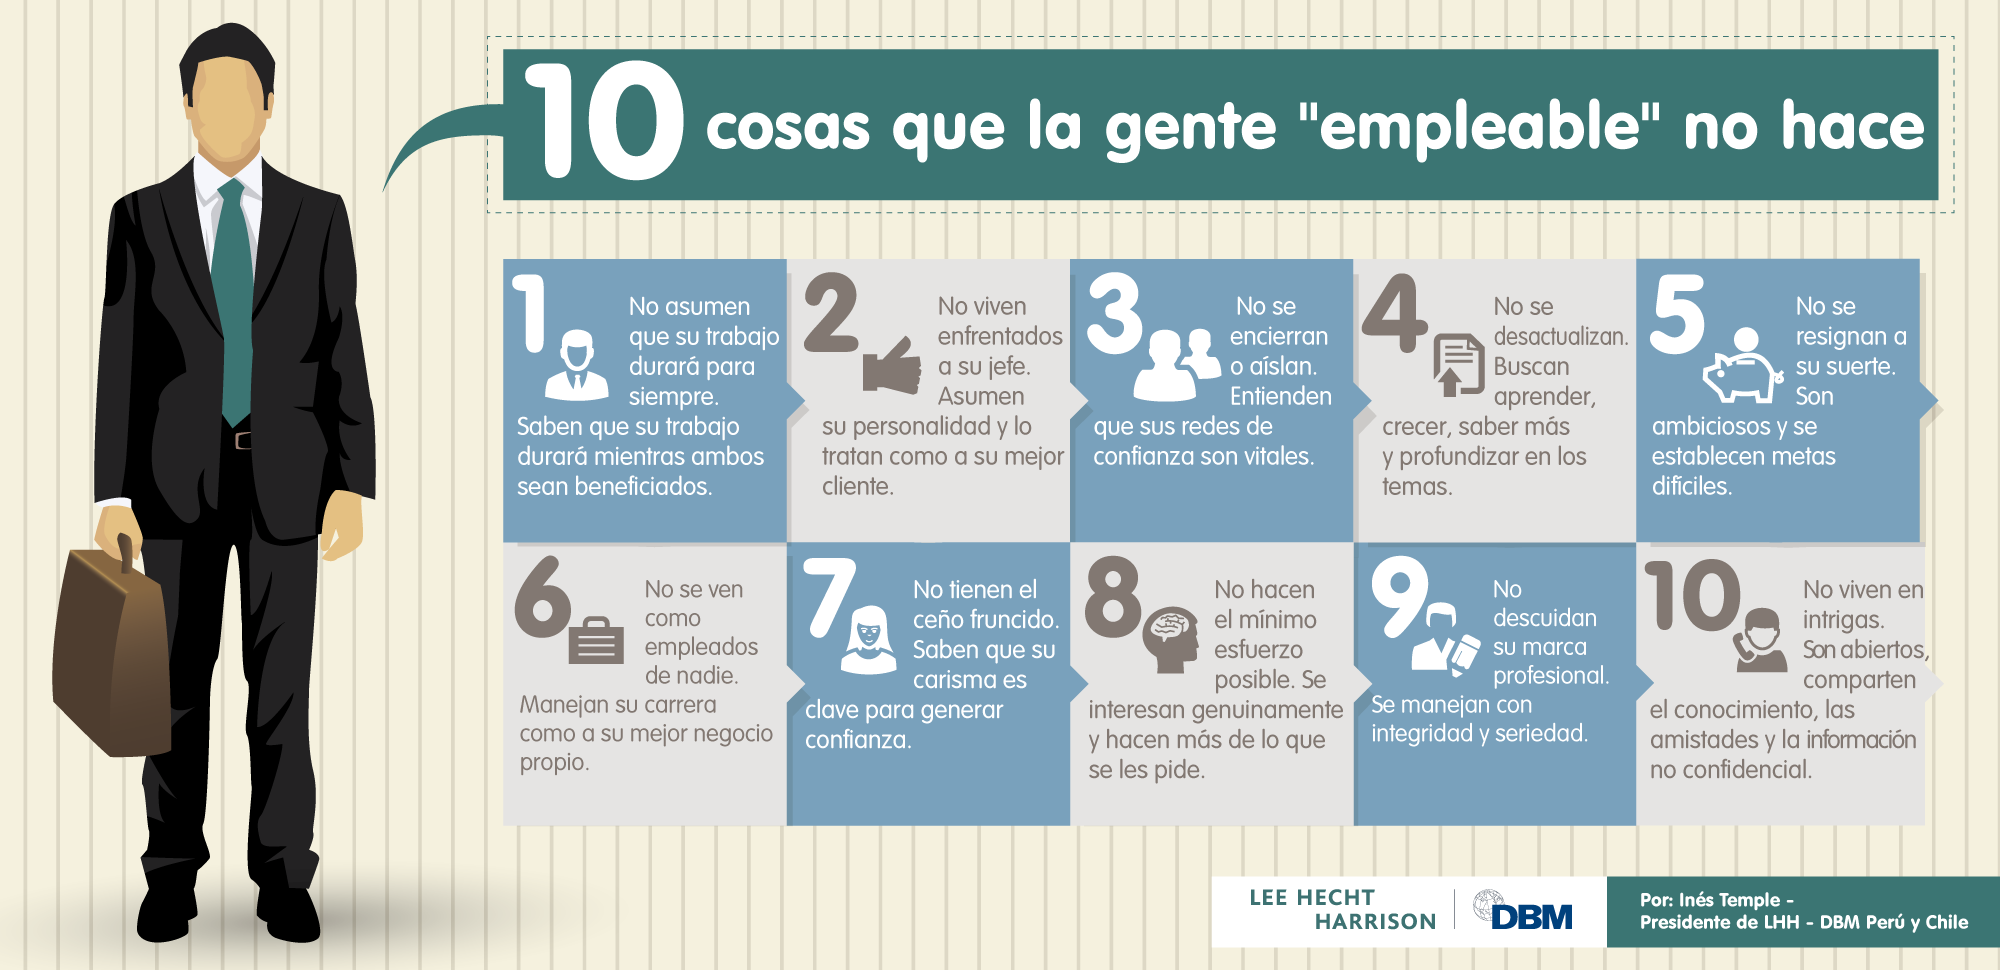 10 cosas que la gente "empleable" no hace
1
No asumen
que su trabajo
durará para
siempre.
Saben que su trabajo
durará mientras ambos
sean beneficiados.
2
No viven
enfrentados
a su jefe.
Asumen
su personalidad y lo
tratan como a su mejor
cliente.
3
No se
encierran
o aíslan.
Entienden
que sus redes de
confianza son vitales.
4
No se
desactualizan.
Buscan
aprender,
crecer, saber más
y profundizar en los
temas.
5
No se
resignan a
su suerte.
Son
ambiciosos y se
establecen metas
difíciles.
6
No se ven
como
empleados
de nadie.
Manejan su carrera
como a su mejor negocio
propio.
7
No tienen el
ceño fruncido.
Saben que su
carisma es
clave para generar
confianza.
8
No hacen
el mínimo
esfuerzo
posible. Se
interesan genuinamente
y hacen más de lo que
se les pide.
9
No
descuidan
su marca
profesional.
Se manejan con
integridad y seriedad.
10
No viven en
intrigas.
Son abiertos,
comparten
el conocimiento, las
amistades y la información
no confidencial.
LEE HECHT
HARRISON
DBM
Por: Inés Temple -
Presidente de LHH - DBM Perú y Chile